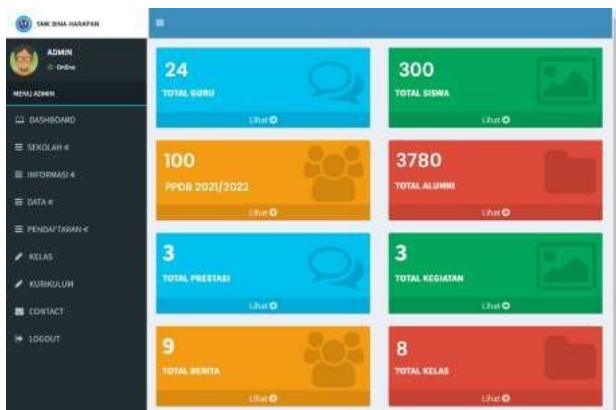 SMK BINA HARAPAN
ADMIN
Online
MENU ADMIN
DASHBOARD
SEKOLAH
INFORMASI
DATA
PENDAFTARAN
KELAS
KURIKULUM
CONTACT
LOGOUT
24
TOTAL GURU
Lihat
300
TOTAL SISWA
Lihat
100
PPDB 2021/2022
Lihat
3780
TOTAL ALUMNI
Lihat
3
TOTAL PRESTASI
Lihat
3
TOTAL KEGIATAN
Lihat
9
TOTAL BERITA
Lihat
8
TOTAL KELAS
Lihat